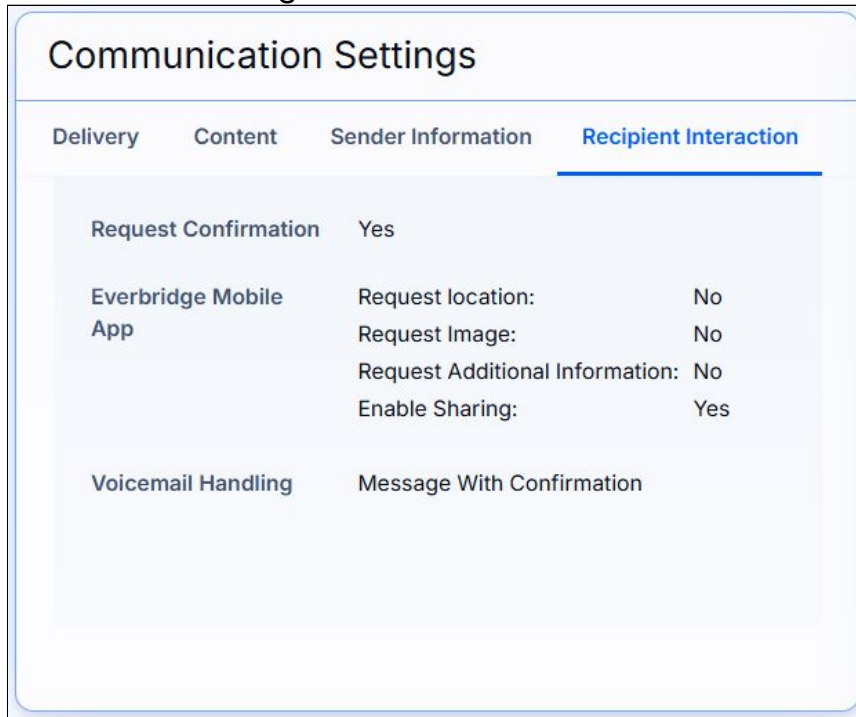 Communication Settings
Delivery Content Sender Information Recipient Interaction
Request Confirmation Yes
Everbridge Mobile App
Request location: No
Request Image: No
Request Additional Information: No
Enable Sharing: Yes
Voicemail Handling Message With Confirmation